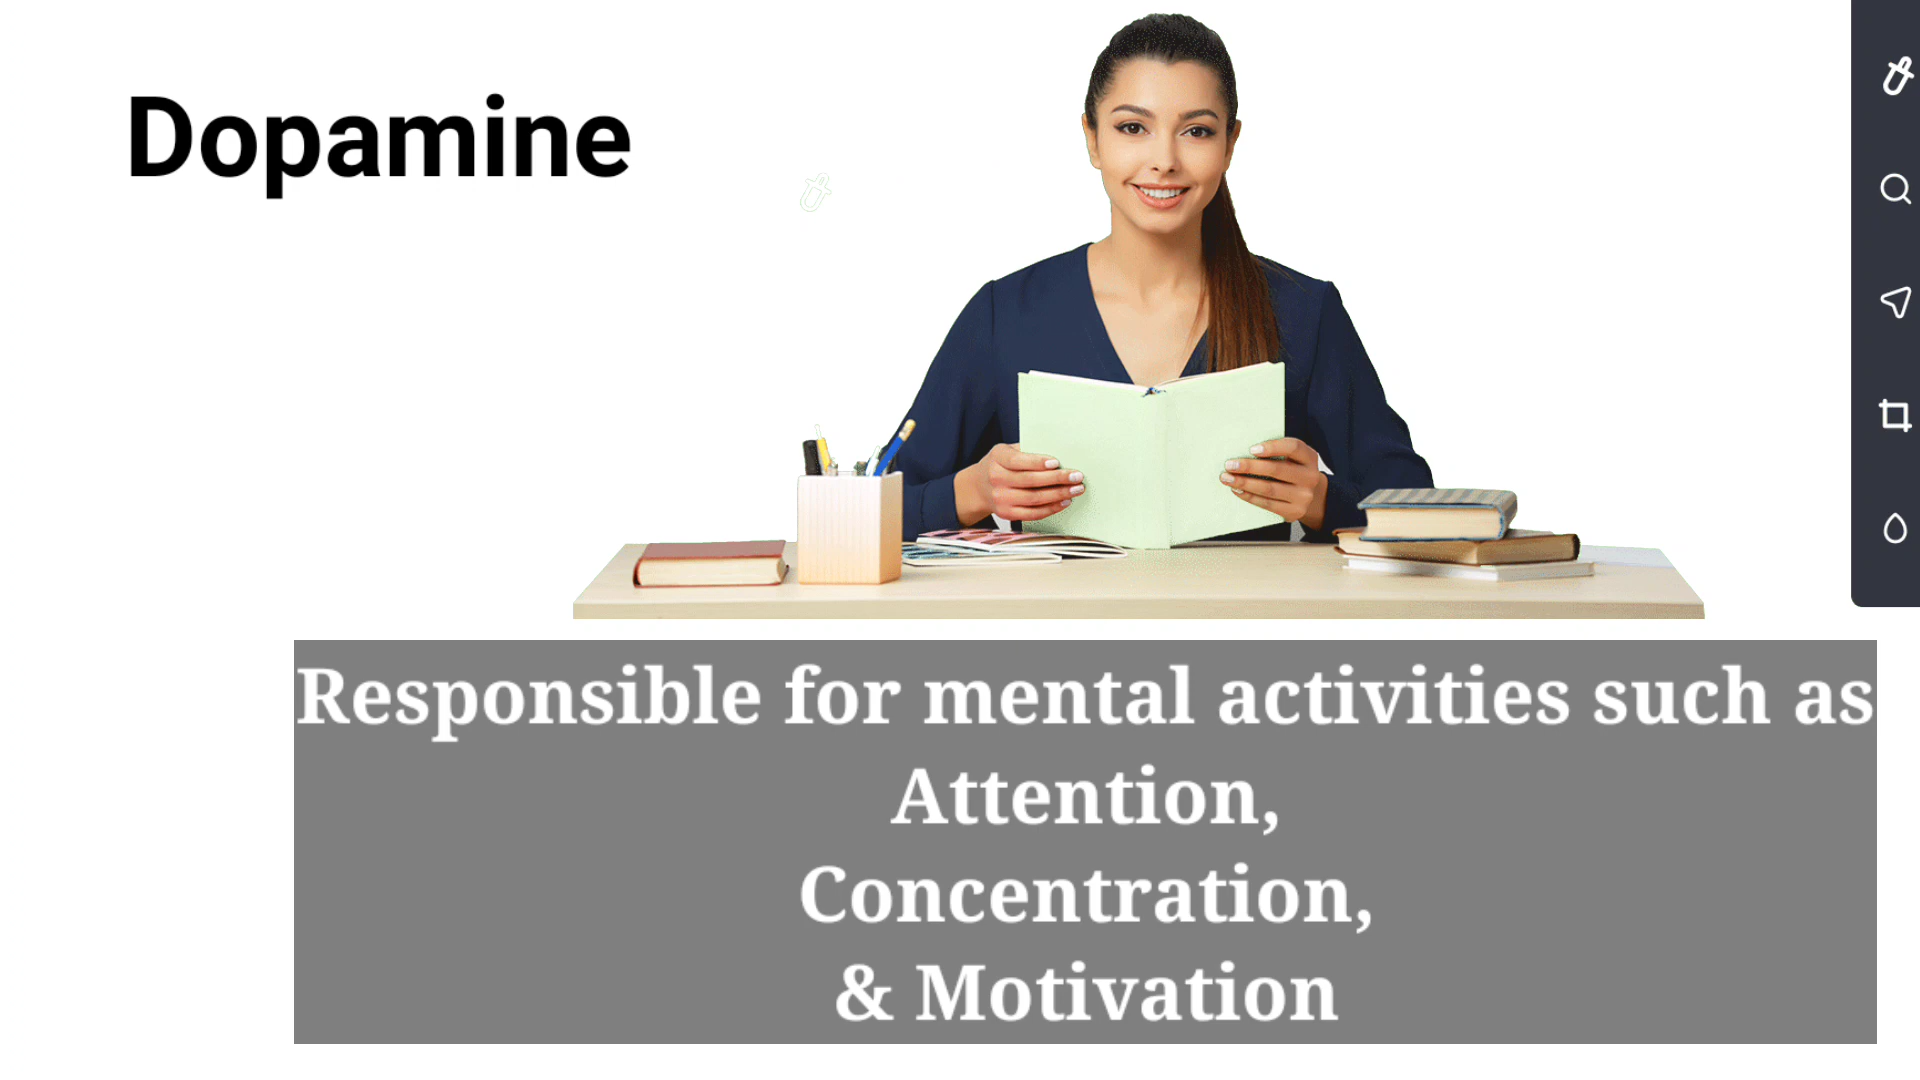 Dopamine
Responsible for mental activities such as
Attention,
Concentration,
& Motivation